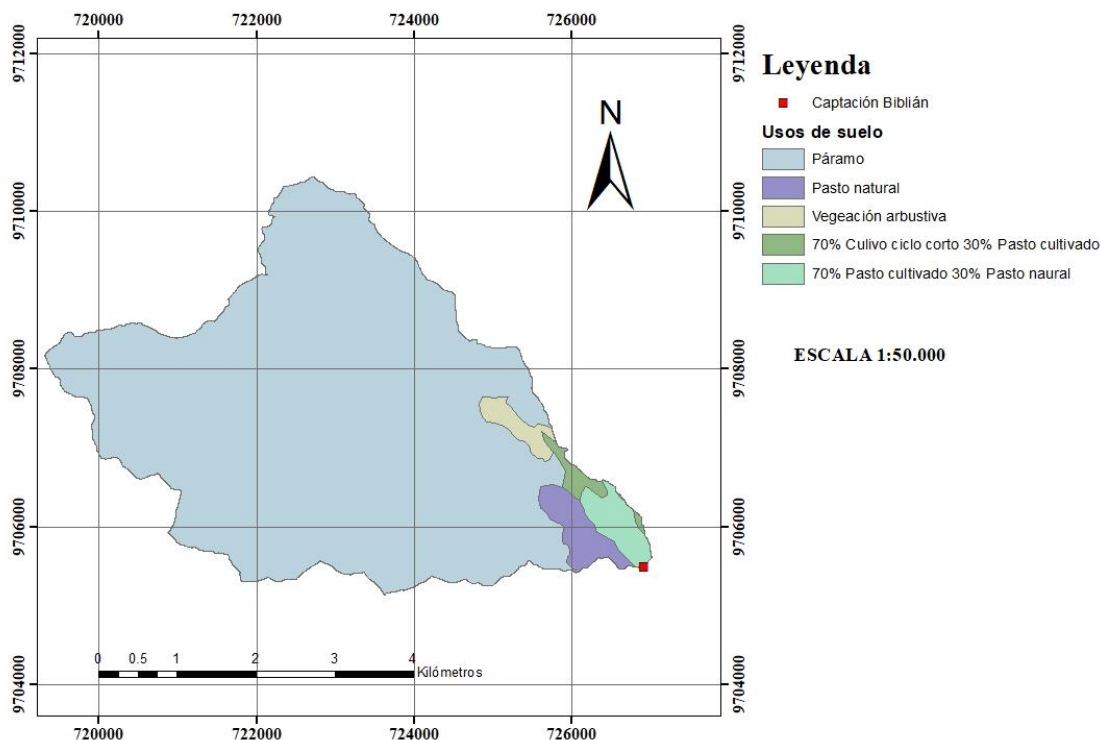 720000 722000 724000 726000
9712000
9710000
9708000
9706000
9704000
N
0 0.5 1 2 3 4
Kilómetros
9712000
9710000
9708000
9706000
9704000
720000 722000 724000 726000
Leyenda
Captación Biblián
Usos de suelo
Páramo
Pasto natural
Vegeación arbustiva
70% Culivo ciclo corto 30% Pasto cultivado
70% Pasto cultivado 30% Pasto naural
ESCALA 1:50.000